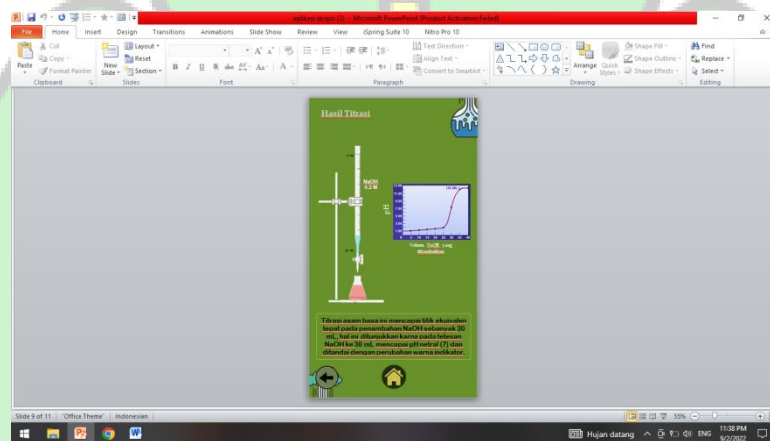 aplikasi skripsi (2) - Microsoft PowerPoint (Product Activation Failed)
File Home Insert Design Transitions Animations Slide Show Review View iSpring Suite 10 Nitro Pro 10
Paste
Cut
Copy
Format Painter
Clipboard
New Slide
Layout
Reset
Section
Slides
Font
Text Direction
Align Text
Convert to SmartArt
Paragraph
Arrange
Quick Styles
Shape Fill
Shape Outline
Shape Effects
Drawing
Find
Replace
Select
Editing
Hasil Titrasi
NaOH
0.2 M
pH
Volume NaOH yang
ditambahkan
Titrasi asam basa ini mencapai titik ekuivalen
tepat pada penambahan NaOH sebanyak 30
mL, hal ini ditunjukkan karna pada tetesan
NaOH ke 30 mL mencapai pH netral (7) dan
ditandai dengan perubahan warna indikator.
Slide 9 of 11 "Office Theme" Indonesian 55%
Hujan datang ENG 11:38 PM
9/2/2022